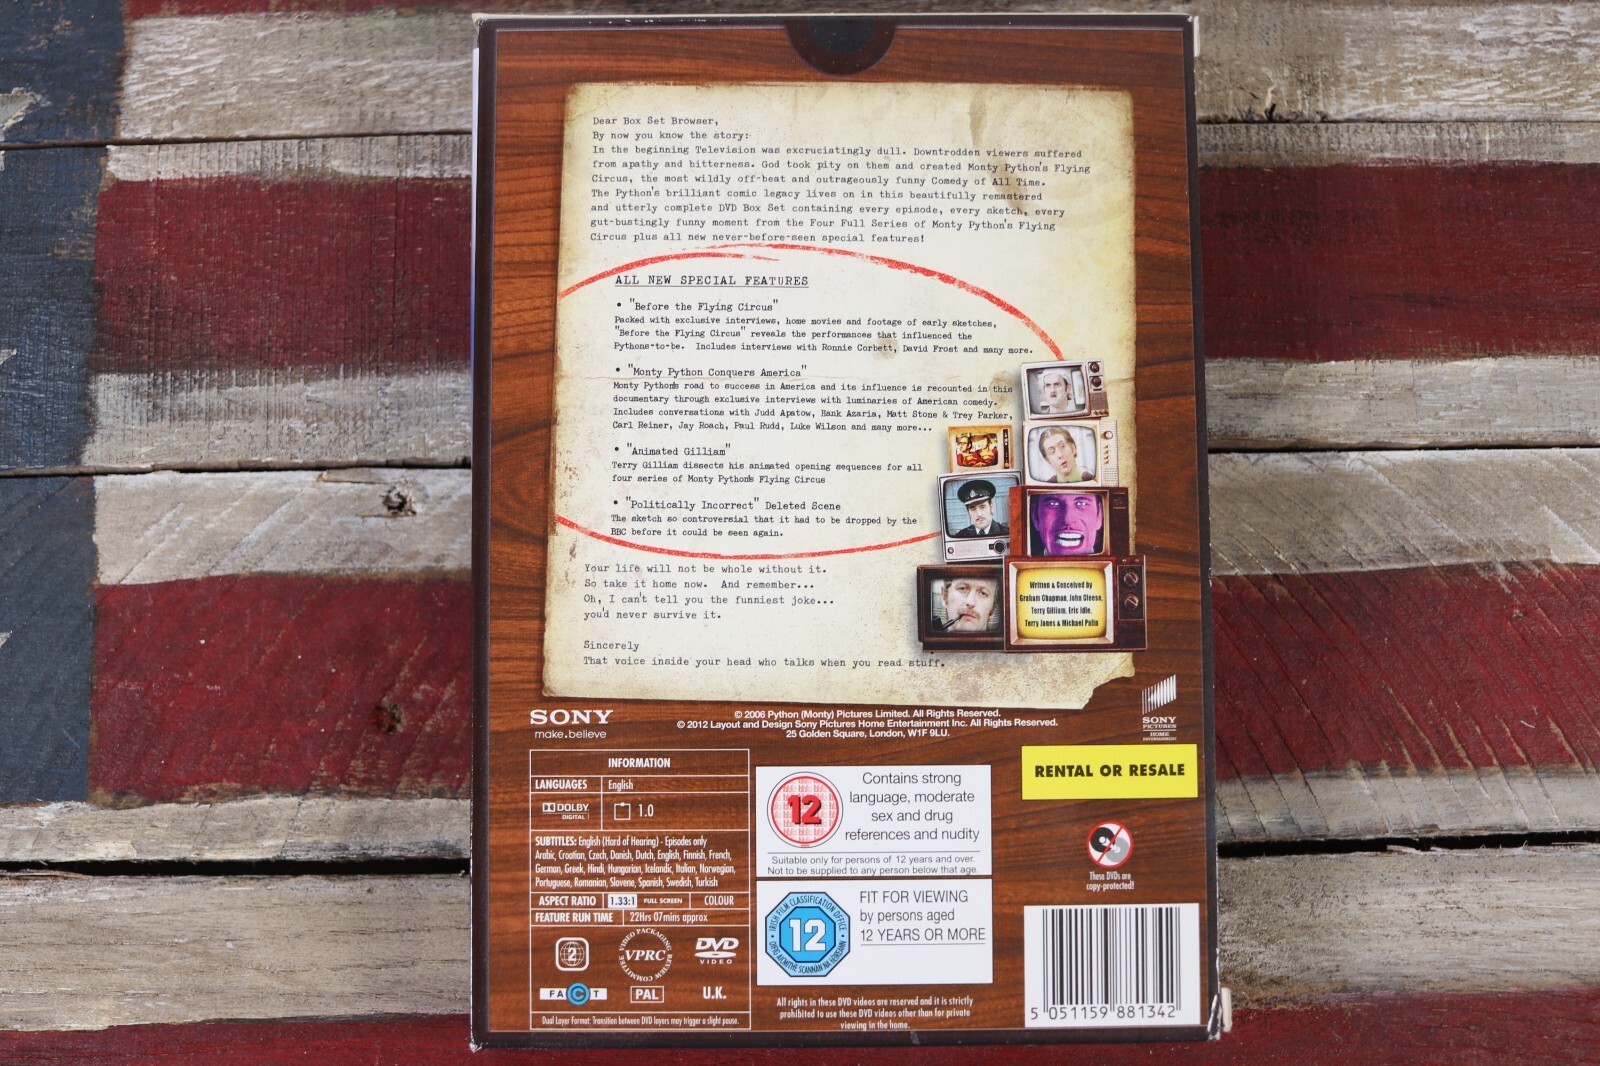 Dear Box Set Browser,
By now you know the story:
In the beginning Television was excruciatingly dull. Downtrodden viewers suffered
from apathy and bitterness. God took pity on them and created Monty Python's Flying
Circus, the most wildly off-beat and outrageously funny Comedy of All Time.
The Python's brilliant comic legacy lives on in this beautifully remastered
and utterly complete DVD Box Set containing every episode, every sketch, every
gut-bustingly funny moment from the Four Full Series of Monty Python's Flying
Circus plus all new never-before-seen special features!
ALL NEW SPECIAL FEATURES
• "Before the Flying Circus"
Packed with exclusive interviews, home movies and footage of early sketches,
"Before the Flying Circus" reveals the performances that influenced the
Pythons-to-be. Includes interviews with Ronnie Corbett, David Frost and many more.
• "Monty Python Conquers America"
Monty Python's road to success in America and its influence is recounted in this
documentary through exclusive interviews with luminaries of American comedy.
Includes conversations with Judd Apatow, Hank Azaria, Matt Stone & Trey Parker,
Carl Reiner, Jay Roach, Paul Rudd, Luke Wilson and many more...
• "Animated Gilliam"
Terry Gilliam dissects his animated opening sequences for all
four series of Monty Python's Flying Circus
• "Politically Incorrect" Deleted Scene
The sketch so controversial that it had to be dropped by the
BBC before it could be seen again.
Your life will not be whole without it.
So take it home now. And remember...
Oh, I can't tell you the funniest joke...
you'd never survive it.
Sincerely
That voice inside your head who talks when you read stuff.
Written & Conceived by
Graham Chapman, John Cleese,
Terry Gilliam, Eric Idle,
Terry Jones & Michael Palin
SONY
make.believe
© 2006 Python (Monty) Pictures Limited. All Rights Reserved.
© 2012 Layout and Design Sony Pictures Home Entertainment Inc. All Rights Reserved.
25 Golden Square, London, W1F 9LU.
SONY
PICTURES
HOME
ENTERTAINMENT
INFORMATION
LANGUAGES English
DOLBY
DIGITAL
1.0
SUBTITLES: English (Hard of Hearing) - Episodes only
Arabic, Croatian, Czech, Danish, Dutch, English, Finnish, French,
German, Greek, Hindi, Hungarian, Icelandic, Italian, Norwegian,
Portuguese, Romanian, Slovene, Spanish, Swedish, Turkish
ASPECT RATIO 1.33:1 FULL SCREEN COLOUR
FEATURE RUN TIME 22Hrs 07mins approx
2
VIDEO PACKAGING REVIEW COMMITTEE
VPRC
DVD
VIDEO
FACT
PAL
U.K.
Dual Layer Format: Transition between DVD layers may trigger a slight pause.
12
Contains strong
language, moderate
sex and drug
references and nudity
Suitable only for persons of 12 years and over.
Not to be supplied to any person below that age.
IRISH FILM CLASSIFICATION OFFICE
12
OIFIG AICMITHE SCANNÁN NA hÉIREANN
FIT FOR VIEWING
by persons aged
12 YEARS OR MORE
All rights in these DVD videos are reserved and it is strictly
prohibited to use these DVD videos other than for private
viewing in the home.
RENTAL OR RESALE
These DVDs are
copy-protected!
5 051159 881342